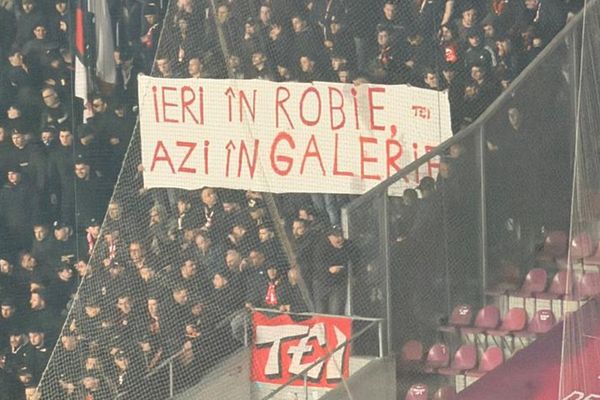 IERI ÎN ROBIE, TEI
AZI ÎN GALERIE
TEI